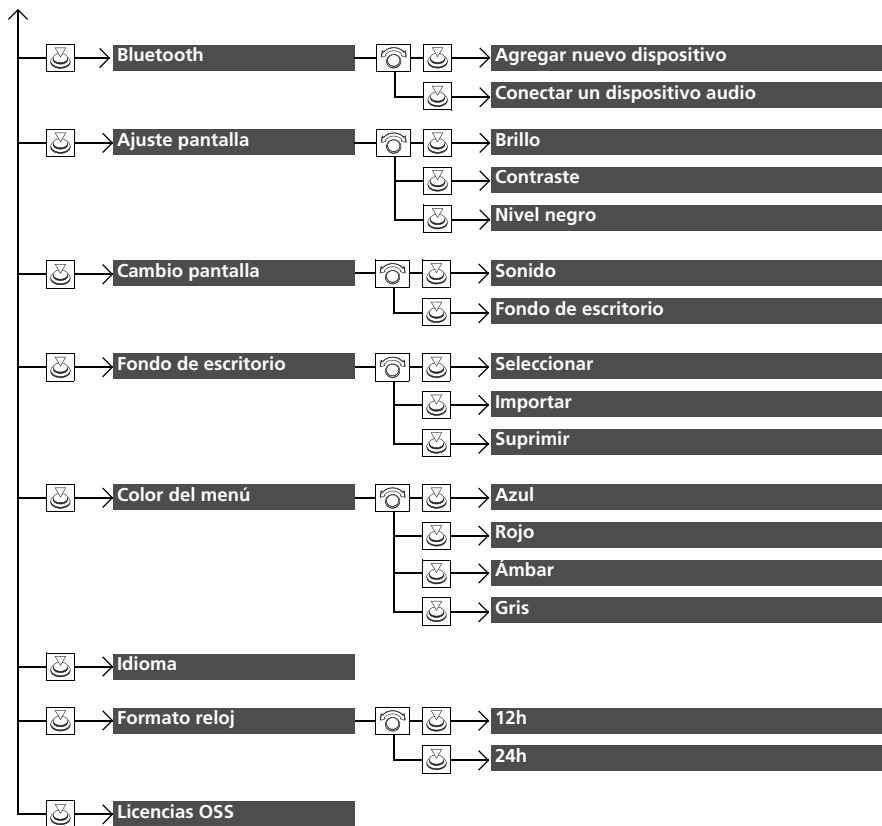 Bluetooth
Agregar nuevo dispositivo
Conectar un dispositivo audio
Ajuste pantalla
Brillo
Contraste
Nivel negro
Cambio pantalla
Sonido
Fondo de escritorio
Fondo de escritorio
Seleccionar
Importar
Suprimir
Color del menú
Azul
Rojo
Ámbar
Gris
Idioma
Formato reloj
12h
24h
Licencias OSS